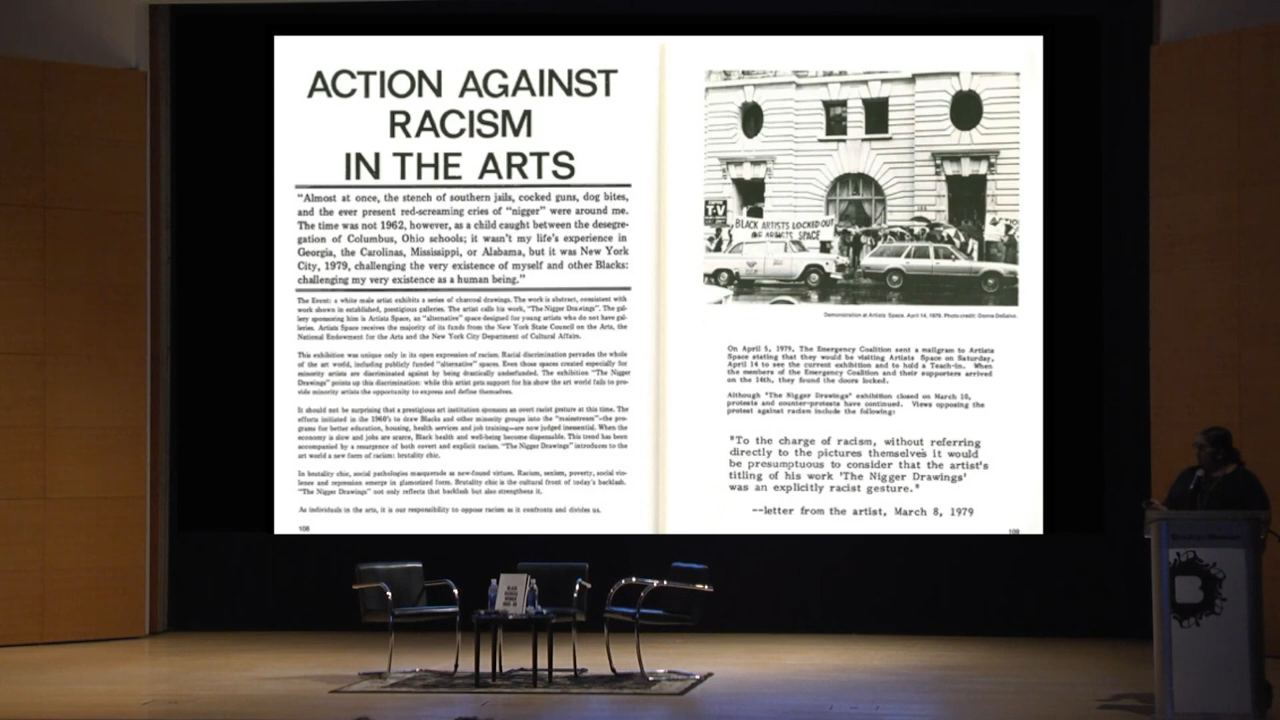 ACTION AGAINST
RACISM
IN THE ARTS
"Almost at once, the stench of southern jails, cocked guns, dog bites,
and the ever present red-screaming cries of "nigger" were around me.
The time was not 1962, however, as a child caught between the desegre-
gation of Columbus, Ohio schools; it wasn't my life's experience in
Georgia, the Carolinas, Mississippi, or Alabama, but it was New York
City, 1979, challenging the very existence of myself and other Blacks:
challenging my very existence as a human being."
The Event: a white male artist exhibits a series of charcoal drawings. The work is abstract, consistent with
work shown in established, prestigious galleries. The artist calls his work, "The Nigger Drawings". The gal-
lery sponsoring him is Artists Space, an "alternative" space designed for young artists who do not have gal-
leries. Artists Space receives the majority of its funds from the New York State Council on the Arts, the
National Endowment for the Arts and the New York City Department of Cultural Affairs.
This exhibition was unique only in its open expression of racism. Racial discrimination pervades the whole
of the art world, including publicly funded "alternative" spaces. Even those spaces created especially for
minority artists are discriminated against by being drastically underfunded. The exhibition "The Nigger
Drawings" points up this discrimination: while this artist gets support for his show the art world fails to pro-
vide minority artists the opportunity to express and define themselves.
It should not be surprising that a prestigious art institution sponsors an overt racist gesture at this time. The
efforts initiated in the 1960's to draw Blacks and other minority groups into the "mainstream"—the pro-
grams for better education, housing, health services and job training—are now judged inessential. When the
economy is slow and jobs are scarce, Black health and well-being become dispensable. This trend has been
accompanied by a resurgence of both covert and explicit racism. "The Nigger Drawings" introduces to the
art world a new form of racism: brutality chic.
In brutality chic, social pathologies masquerade as new-found virtues. Racism, sexism, poverty, social vio-
lence and repression emerge in glamorized form. Brutality chic is the cultural front of today's backlash.
"The Nigger Drawings" not only reflects that backlash but also strengthens it.
As individuals in the arts, it is our responsibility to oppose racism as it confronts and divides us.
108
T-V
BLACK ARTISTS LOCKED OUT
OF ARTISTS SPACE
Demonstration at Artists Space, April 14, 1979. Photo credit: Donna DeSalvo.
On April 5, 1979, The Emergency Coalition sent a mailgram to Artists
Space stating that they would be visiting Artists Space on Saturday,
April 14 to see the current exhibition and to hold a Teach-in. When
the members of the Emergency Coalition and their supporters arrived
on the 14th, they found the doors locked.
Although 'The Nigger Drawings' exhibition closed on March 10,
protests and counter-protests have continued. Views opposing the
protest against racism include the following:
"To the charge of racism, without referring
directly to the pictures themselves it would
be presumptuous to consider that the artist's
titling of his work 'The Nigger Drawings'
was an explicitly racist gesture."
--letter from the artist, March 8, 1979
109
Brooklyn Museum
B